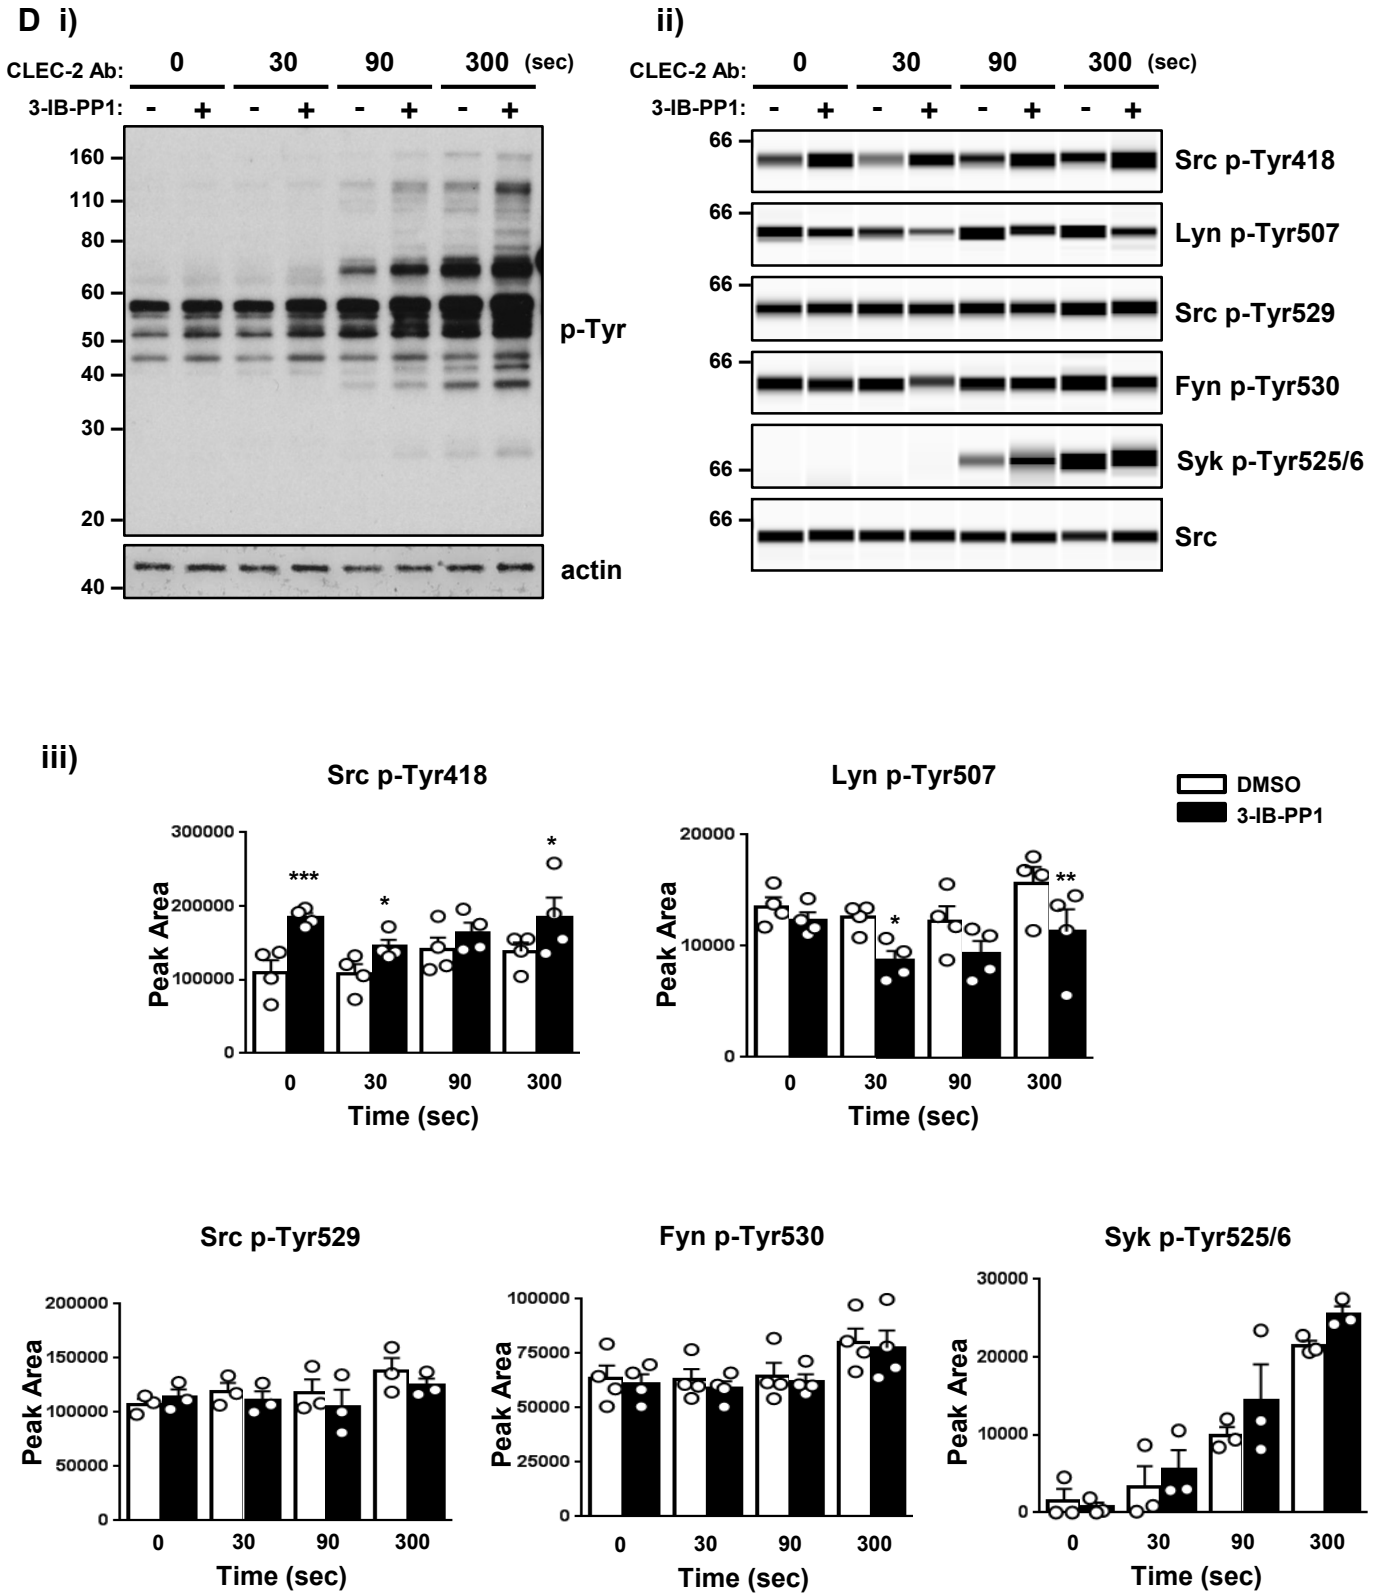 D i)
CLEC-2 Ab: 0 30 90 300 (sec)
3-IB-PP1: - + - + - + - +
160
110
80
60
50
40
30
20
p-Tyr
40
actin
ii)
CLEC-2 Ab: 0 30 90 300 (sec)
3-IB-PP1: - + - + - + - +
66 Src p-Tyr418
66 Lyn p-Tyr507
66 Src p-Tyr529
66 Fyn p-Tyr530
66 Syk p-Tyr525/6
66 Src
iii)
Src p-Tyr418
Peak Area
300000
200000
100000
0
*** * *
0 30 90 300
Time (sec)
Lyn p-Tyr507
Peak Area
20000
10000
0
* **
0 30 90 300
Time (sec)
DMSO
3-IB-PP1
Src p-Tyr529
Peak Area
200000
150000
100000
50000
0
0 30 90 300
Time (sec)
Fyn p-Tyr530
Peak Area
100000
75000
50000
25000
0
0 30 90 300
Time (sec)
Syk p-Tyr525/6
Peak Area
30000
20000
10000
0
0 30 90 300
Time (sec)